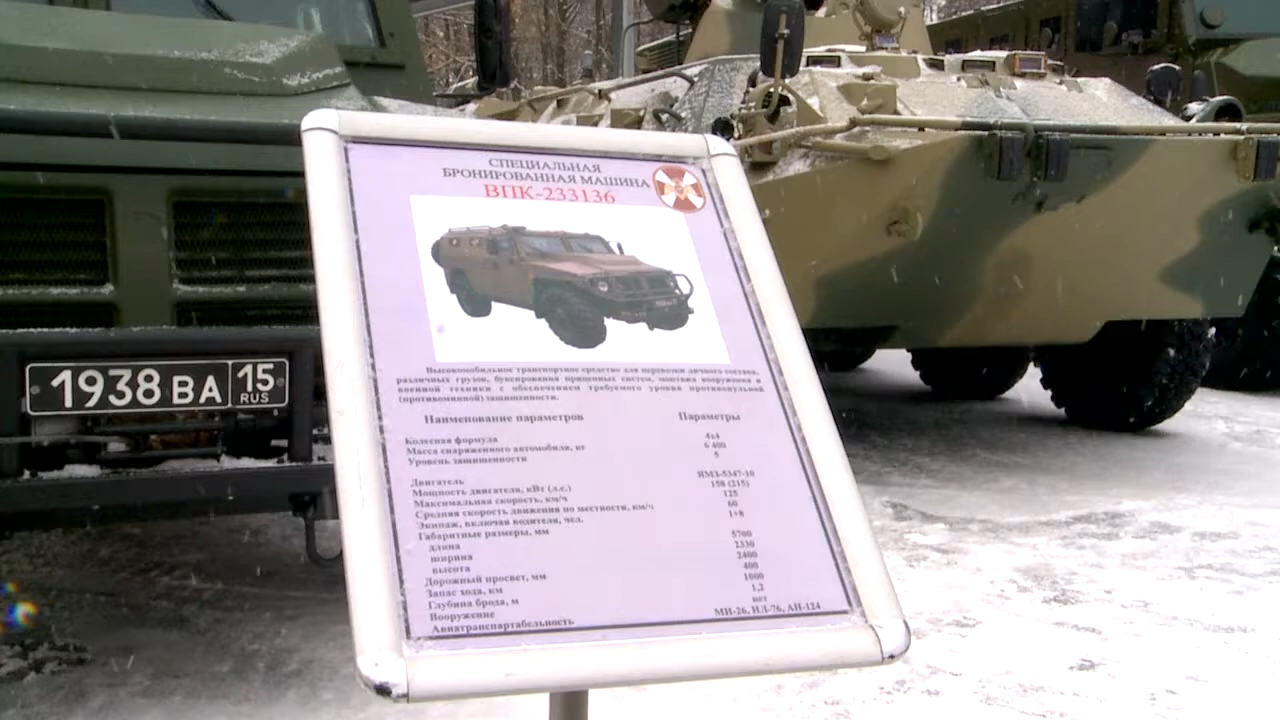 СПЕЦИАЛЬНАЯ
БРОНИРОВАННАЯ МАШИНА
ВПК-233136
Высокомобильное транспортное средство для перевозки личного состава,
различных грузов, буксирования прицепных систем, монтажа вооружения и
военной техники с обеспечением требуемого уровня противопульной
(противоминной) защищенности.
Наименование параметров Параметры
Колесная формула 4х4
Масса снаряженного автомобиля, кг 6 400
Уровень защищенности 5
Двигатель ЯМЗ-5347-10
Мощность двигателя, кВт (л.с.) 158 (215)
Максимальная скорость, км/ч 125
Средняя скорость движения по местности, км/ч 60
Экипаж, включая водителя, чел. 1+8
Габаритные размеры, мм
длина 5700
ширина 2330
высота 2400
Дорожный просвет, мм 400
Запас хода, км 1000
Глубина брода, м 1,2
Вооружение нет
Авиатранспартабельность МИ-26, ИЛ-76, АН-124
1938 ВА 15
RUS